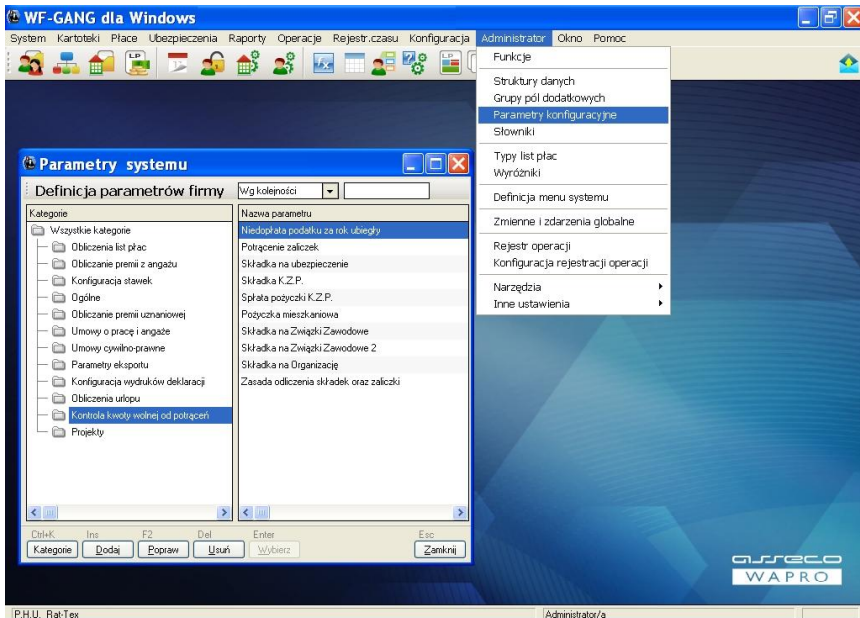 WF-GANG dla Windows
System Kartoteki Płace Ubezpieczenia Raporty Operacje Rejestr.czasu Konfiguracja Administrator Okno Pomoc
Funkcje
Struktury danych
Grupy pól dodatkowych
Parametry konfiguracyjne
Słowniki
Typy list płac
Wyróżniki
Definicja menu systemu
Zmienne i zdarzenia globalne
Rejestr operacji
Konfiguracja rejestracji operacji
Narzędzia
Inne ustawienia
Parametry systemu
Definicja parametrów firmy Wg kolejności
Kategorie
Wszystkie kategorie
Obliczenia list płac
Obliczanie premii z angażu
Konfiguracja stawek
Ogólne
Obliczanie premii uznaniowej
Umowy o pracę i angaże
Umowy cywilno-prawne
Parametry eksportu
Konfiguracja wydruków deklaracji
Obliczenia urlopu
Kontrola kwoty wolnej od potrąceń
Projekty
Nazwa parametru
Niedopłata podatku za rok ubiegły
Potrącenie zaliczek
Składka na ubezpieczenie
Składka K.Z.P.
Spłata pożyczki K.Z.P.
Pożyczka mieszkaniowa
Składka na Związki Zawodowe
Składka na Związki Zawodowe 2
Składka na Organizację
Zasada odliczenia składek oraz zaliczki
Ctrl+K Ins F2 Del Enter Esc
Kategorie Dodaj Popraw Usuń Wybierz Zamknij
asseco
WAPRO
P.H.U. Rat-Tex Administrator/a